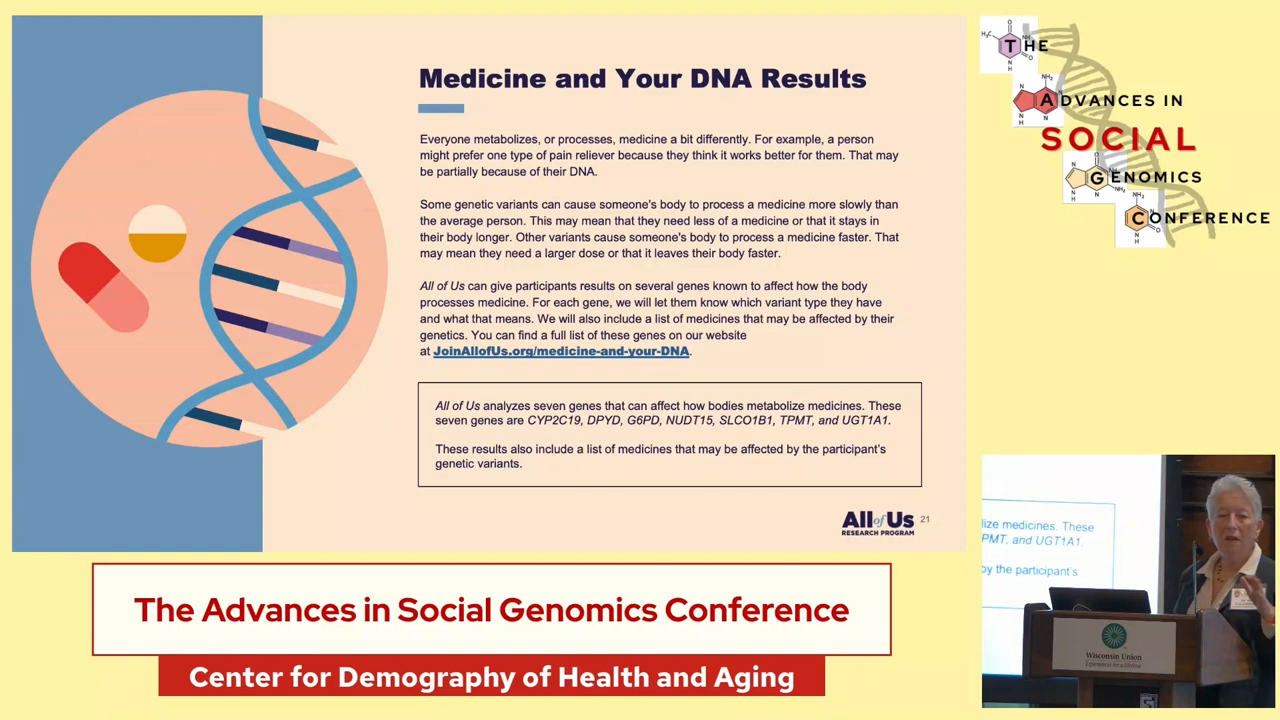 Medicine and Your DNA Results
Everyone metabolizes, or processes, medicine a bit differently. For example, a person
might prefer one type of pain reliever because they think it works better for them. That may
be partially because of their DNA.
Some genetic variants can cause someone's body to process a medicine more slowly than
the average person. This may mean that they need less of a medicine or that it stays in
their body longer. Other variants cause someone's body to process a medicine faster. That
may mean they need a larger dose or that it leaves their body faster.
All of Us can give participants results on several genes known to affect how the body
processes medicine. For each gene, we will let them know which variant type they have
and what that means. We will also include a list of medicines that may be affected by their
genetics. You can find a full list of these genes on our website
at JoinAllofUs.org/medicine-and-your-DNA.
All of Us analyzes seven genes that can affect how bodies metabolize medicines. These
seven genes are CYP2C19, DPYD, G6PD, NUDT15, SLCO1B1, TPMT, and UGT1A1.
These results also include a list of medicines that may be affected by the participant's
genetic variants.
All of Us
RESEARCH PROGRAM
21
THE
ADVANCES IN
SOCIAL
GENOMICS
CONFERENCE
lize medicines. These
PMT, and UGT1A1.
by the participant's
Wisconsin Union
Experiences for a lifetime
The Advances in Social Genomics Conference
Center for Demography of Health and Aging